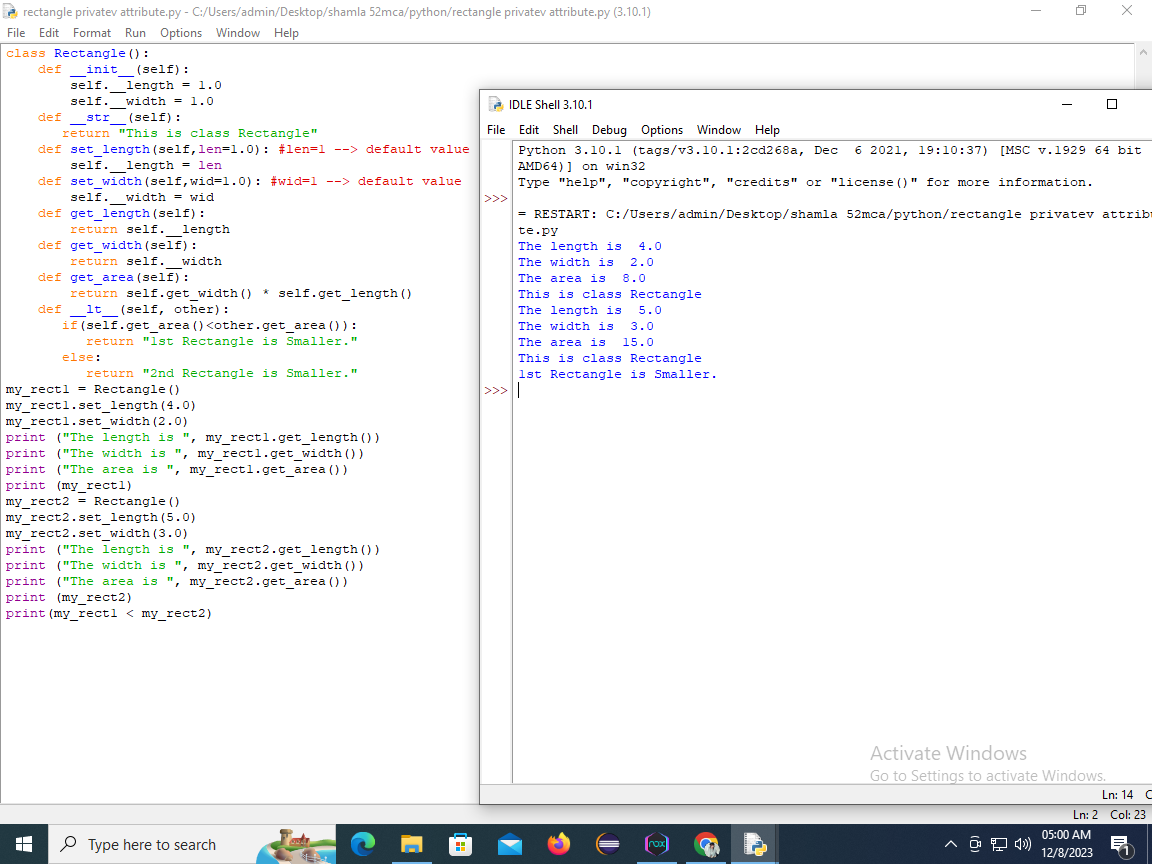 rectangle privatev attribute.py - C:/Users/admin/Desktop/shamla 52mca/python/rectangle privatev attribute.py (3.10.1)
File Edit Format Run Options Window Help
class Rectangle():
    def __init__(self):
        self.__length = 1.0
        self.__width = 1.0
    def __str__(self):
       return "This is class Rectangle"
    def set_length(self,len=1.0): #len=1 --> default value
        self.__length = len
    def set_width(self,wid=1.0): #wid=1 --> default value
        self.__width = wid
    def get_length(self):
        return self.__length
    def get_width(self):
        return self.__width
    def get_area(self):
        return self.get_width() * self.get_length()
    def __lt__(self, other):
       if(self.get_area()<other.get_area()):
          return "1st Rectangle is Smaller."
       else:
          return "2nd Rectangle is Smaller."
my_rect1 = Rectangle()
my_rect1.set_length(4.0)
my_rect1.set_width(2.0)
print ("The length is ", my_rect1.get_length())
print ("The width is ", my_rect1.get_width())
print ("The area is ", my_rect1.get_area())
print (my_rect1)
my_rect2 = Rectangle()
my_rect2.set_length(5.0)
my_rect2.set_width(3.0)
print ("The length is ", my_rect2.get_length())
print ("The width is ", my_rect2.get_width())
print ("The area is ", my_rect2.get_area())
print (my_rect2)
print(my_rect1 < my_rect2)
IDLE Shell 3.10.1
File Edit Shell Debug Options Window Help
Python 3.10.1 (tags/v3.10.1:2cd268a, Dec  6 2021, 19:10:37) [MSC v.1929 64 bit
AMD64)] on win32
Type "help", "copyright", "credits" or "license()" for more information.
>>>
= RESTART: C:/Users/admin/Desktop/shamla 52mca/python/rectangle privatev attribu
te.py
The length is  4.0
The width is  2.0
The area is  8.0
This is class Rectangle
The length is  5.0
The width is  3.0
The area is  15.0
This is class Rectangle
1st Rectangle is Smaller.
>>>
Activate Windows
Go to Settings to activate Windows.
Ln: 14 C
Ln: 2 Col: 23
Type here to search
rax
05:00 AM
12/8/2023
1